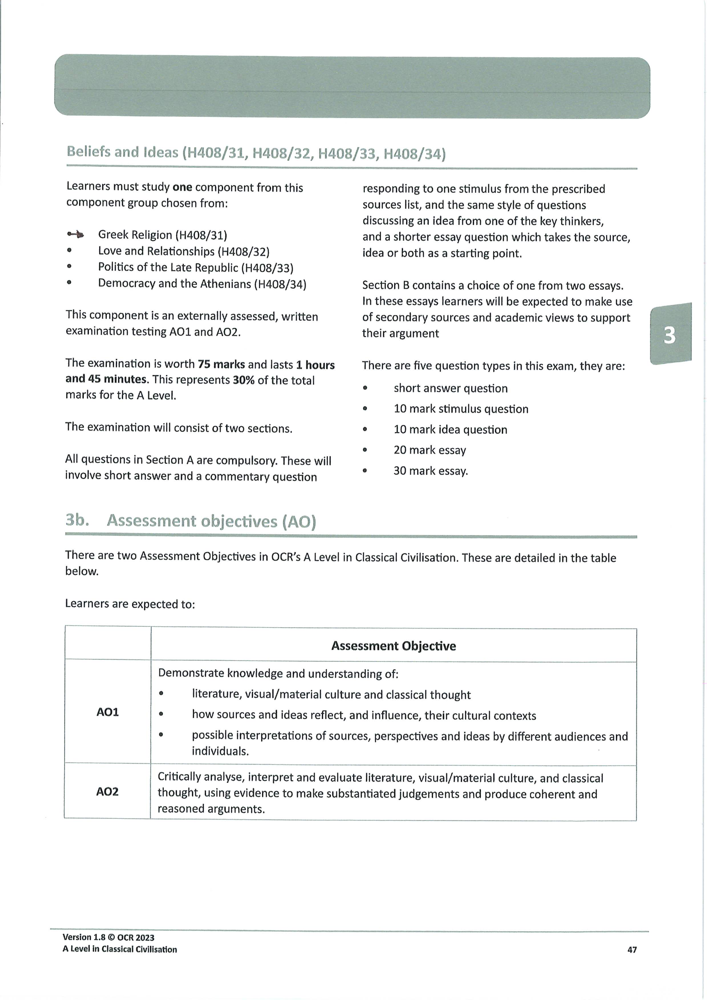 Beliefs and Ideas (H408/31, H408/32, H408/33, H408/34)
Learners must study one component from this
component group chosen from:
• Greek Religion (H408/31)
• Love and Relationships (H408/32)
• Politics of the Late Republic (H408/33)
• Democracy and the Athenians (H408/34)
This component is an externally assessed, written
examination testing AO1 and AO2.
The examination is worth 75 marks and lasts 1 hours
and 45 minutes. This represents 30% of the total
marks for the A Level.
The examination will consist of two sections.
All questions in Section A are compulsory. These will
involve short answer and a commentary question
responding to one stimulus from the prescribed
sources list, and the same style of questions
discussing an idea from one of the key thinkers,
and a shorter essay question which takes the source,
idea or both as a starting point.
Section B contains a choice of one from two essays.
In these essays learners will be expected to make use
of secondary sources and academic views to support
their argument
There are five question types in this exam, they are:
• short answer question
• 10 mark stimulus question
• 10 mark idea question
• 20 mark essay
• 30 mark essay.
3
3b. Assessment objectives (AO)
There are two Assessment Objectives in OCR's A Level in Classical Civilisation. These are detailed in the table
below.
Learners are expected to:
Assessment Objective
AO1
Demonstrate knowledge and understanding of:
• literature, visual/material culture and classical thought
• how sources and ideas reflect, and influence, their cultural contexts
• possible interpretations of sources, perspectives and ideas by different audiences and
individuals.
AO2
Critically analyse, interpret and evaluate literature, visual/material culture, and classical
thought, using evidence to make substantiated judgements and produce coherent and
reasoned arguments.
Version 1.8 © OCR 2023
A Level in Classical Civilisation
47